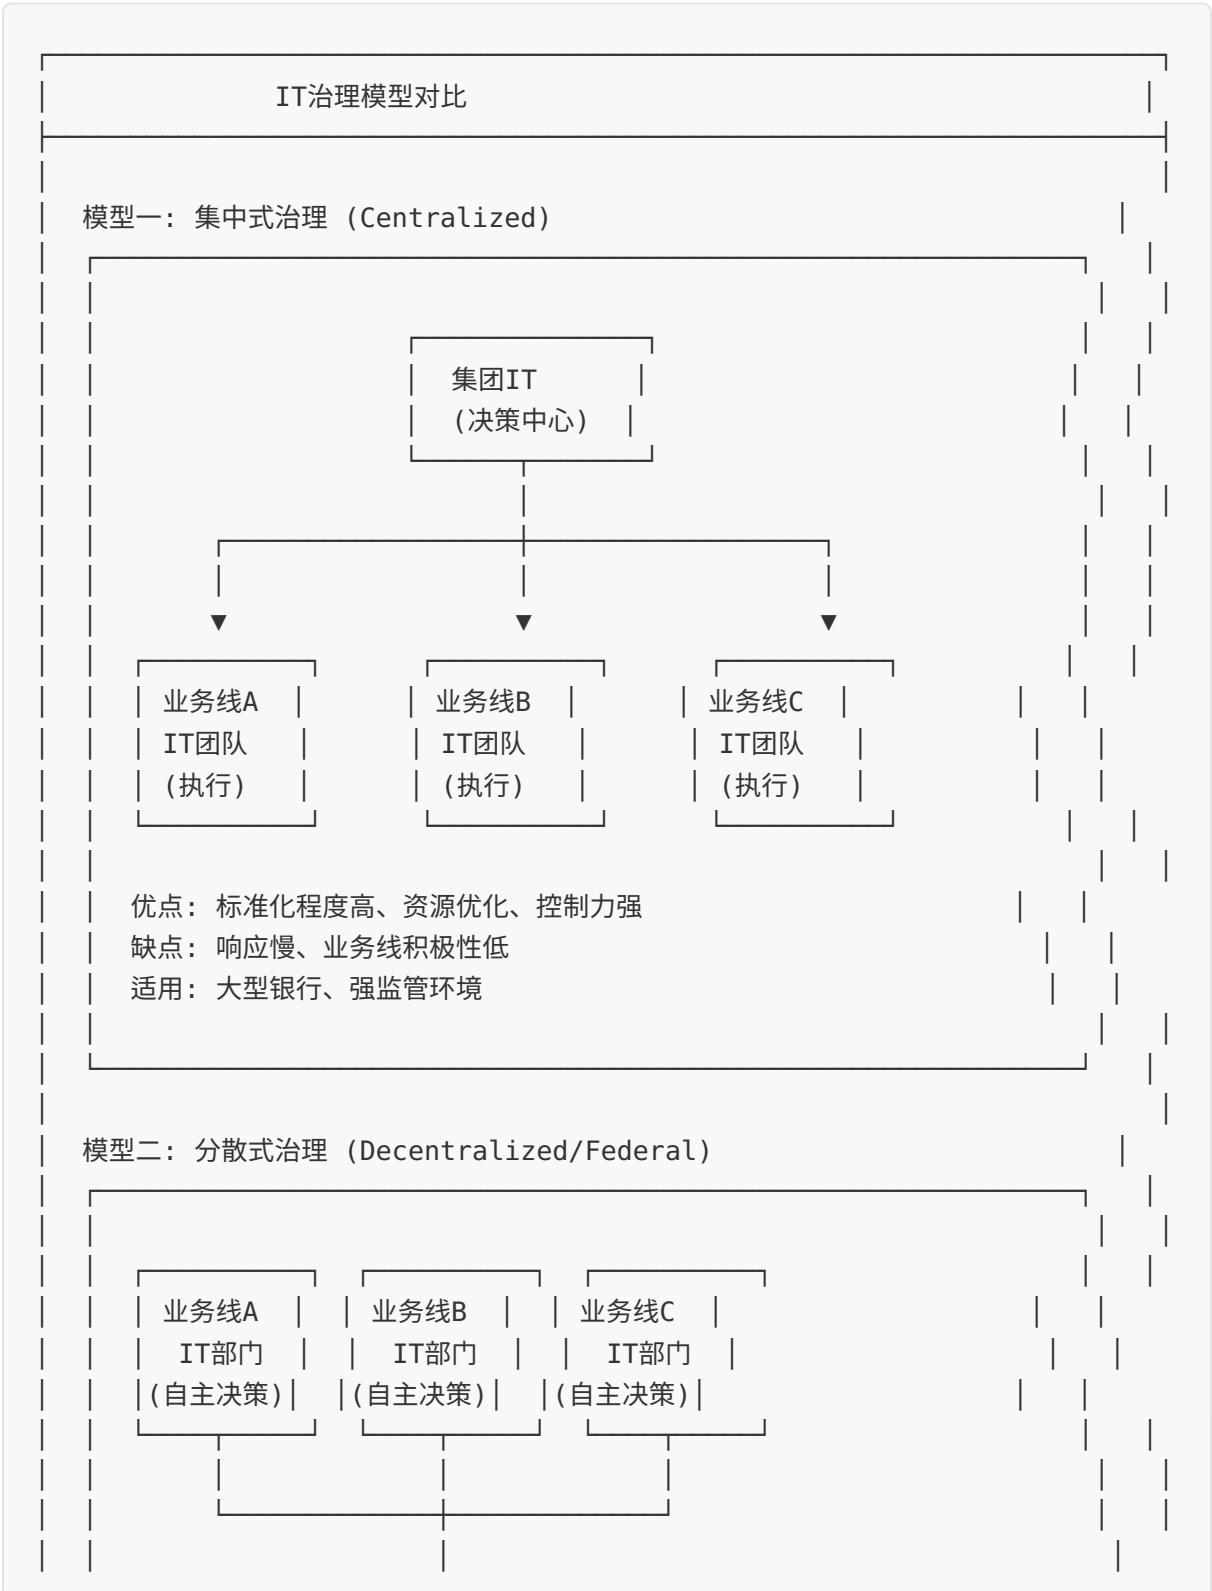 IT治理模型对比
模型一: 集中式治理 (Centralized)
集团IT
(决策中心)
▼ ▼ ▼
业务线A 业务线B 业务线C
IT团队 IT团队 IT团队
(执行) (执行) (执行)
优点: 标准化程度高、资源优化、控制力强
缺点: 响应慢、业务线积极性低
适用: 大型银行、强监管环境
模型二: 分散式治理 (Decentralized/Federal)
业务线A 业务线B 业务线C
IT部门 IT部门 IT部门
(自主决策) (自主决策) (自主决策)